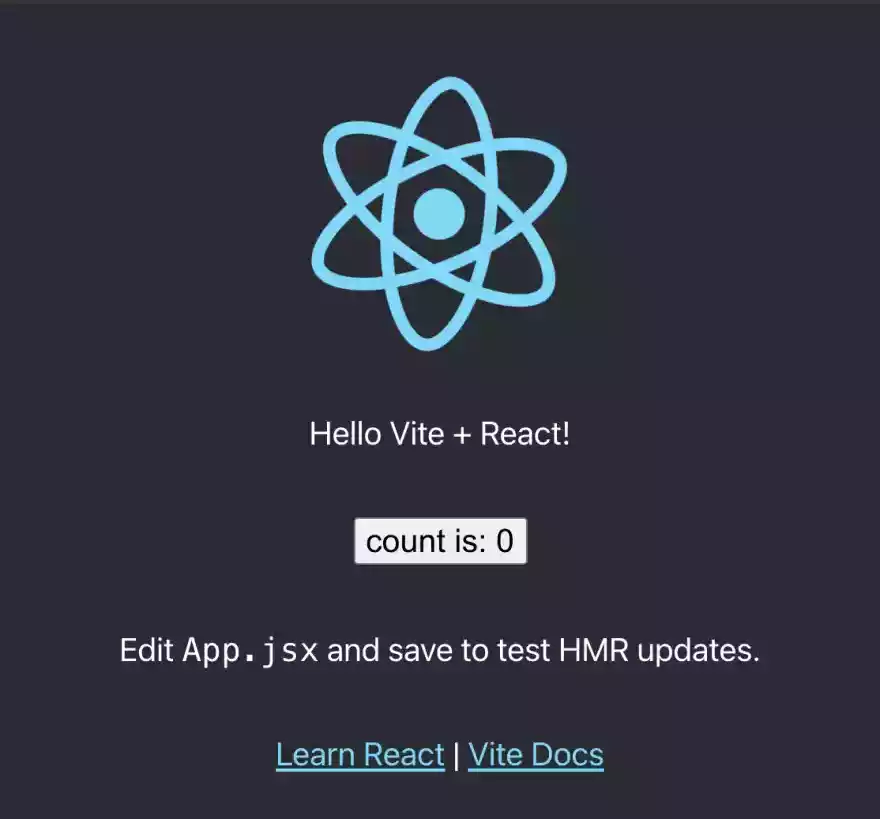 Hello Vite + React!
count is: 0
Edit App.jsx and save to test HMR updates.
Learn React | Vite Docs